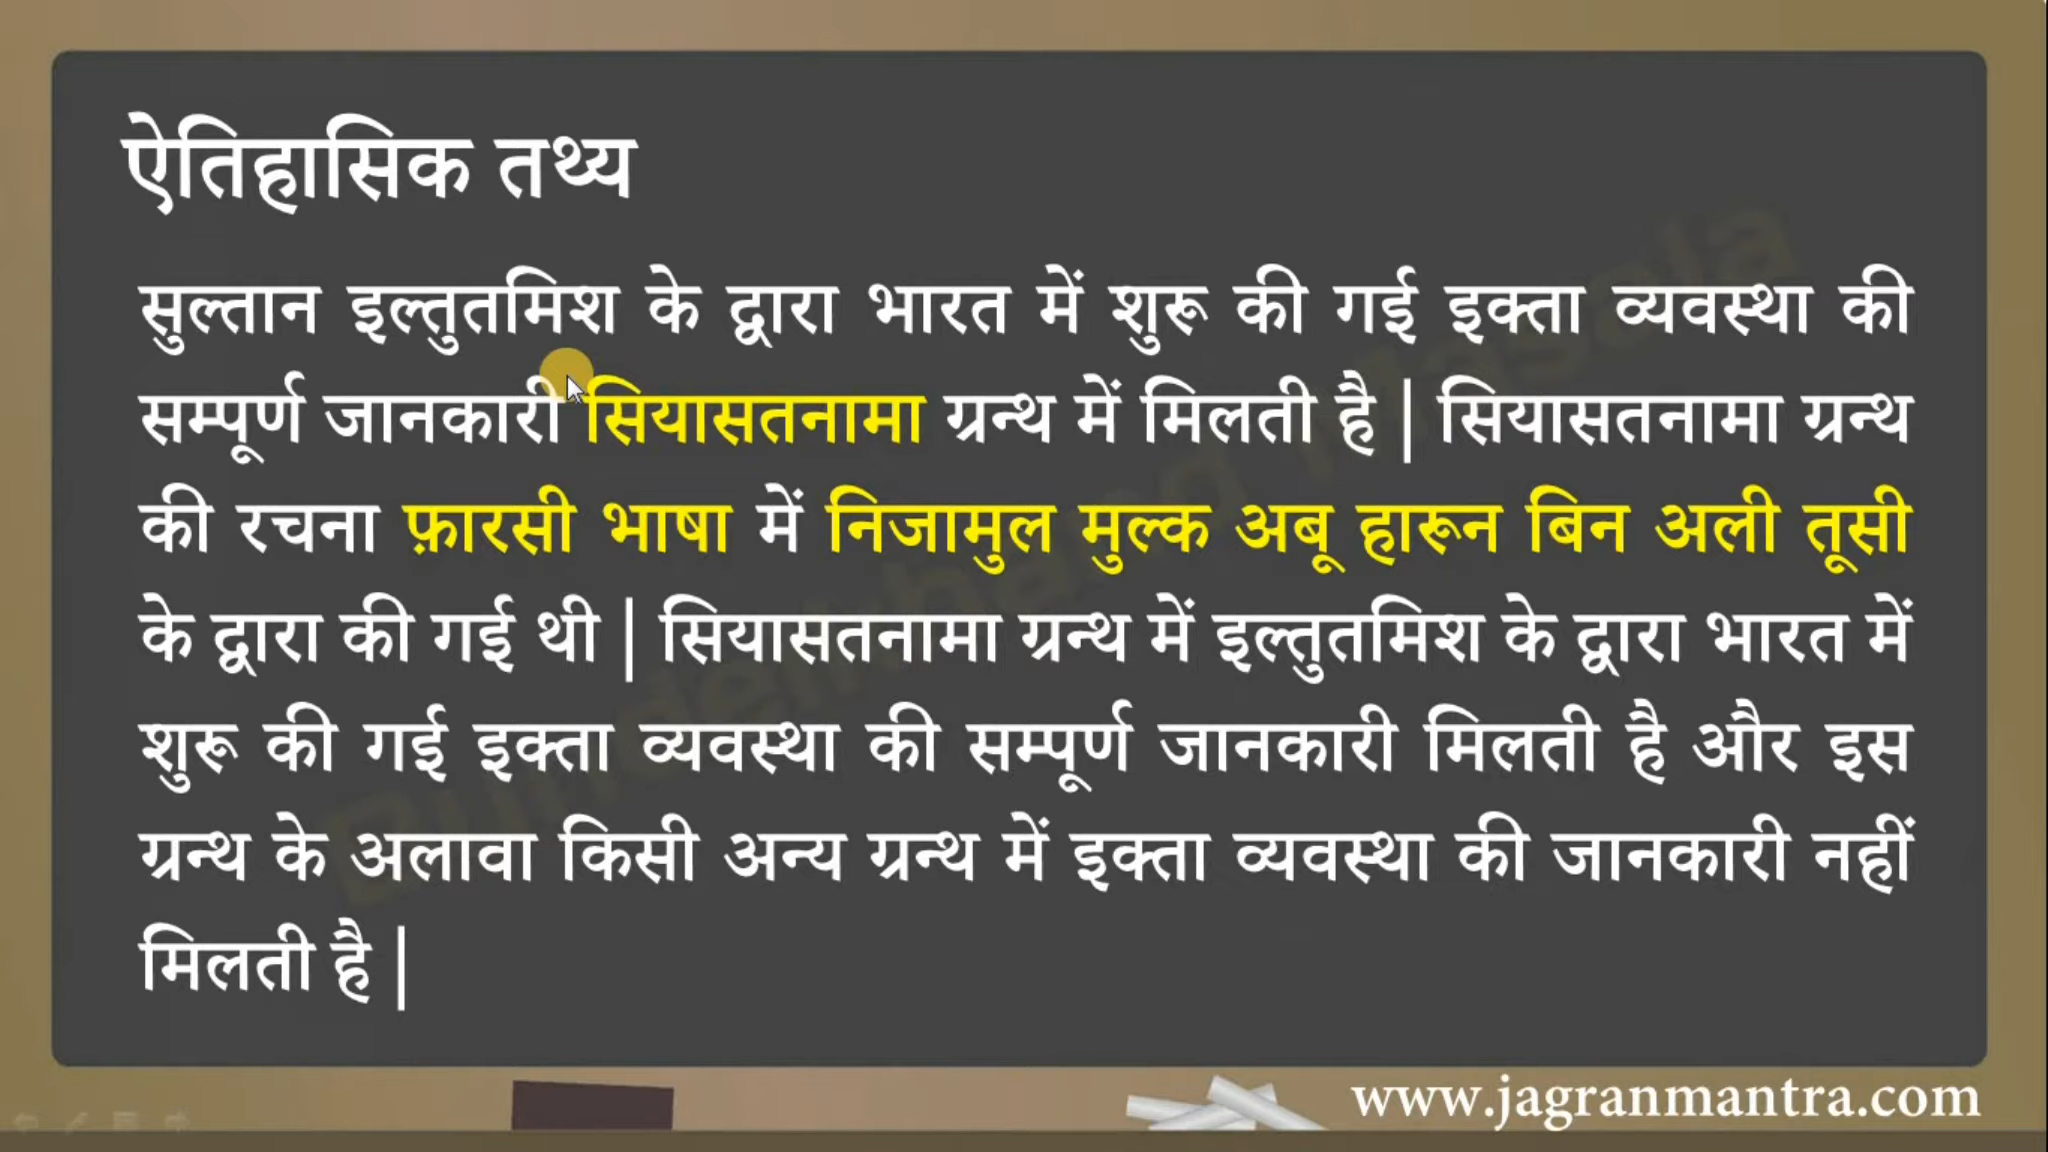 ऐतिहासिक तथ्य
सुल्तान इल्तुतमिश के द्वारा भारत में शुरू की गई इक्ता व्यवस्था की
सम्पूर्ण जानकारी सियासतनामा ग्रन्थ में मिलती है | सियासतनामा ग्रन्थ
की रचना फ़ारसी भाषा में निजामुल मुल्क अबू हारून बिन अली तूसी
के द्वारा की गई थी | सियासतनामा ग्रन्थ में इल्तुतमिश के द्वारा भारत में
शुरू की गई इक्ता व्यवस्था की सम्पूर्ण जानकारी मिलती है और इस
ग्रन्थ के अलावा किसी अन्य ग्रन्थ में इक्ता व्यवस्था की जानकारी नहीं
मिलती है |
Bundelkhand Masala
www.jagranmantra.com